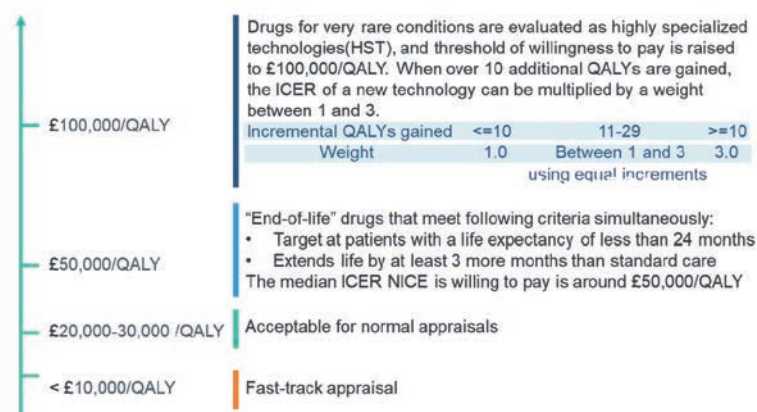 Drugs for very rare conditions are evaluated as highly specialized
technologies(HST), and threshold of willingness to pay is raised
to £100,000/QALY. When over 10 additional QALYs are gained,
the ICER of a new technology can be multiplied by a weight
between 1 and 3.
£100,000/QALY
Incremental QALYs gained <=10 11-29 >=10
Weight 1.0 Between 1 and 3 3.0
using equal increments
“End-of-life” drugs that meet following criteria simultaneously:
• Target at patients with a life expectancy of less than 24 months
£50,000/QALY
• Extends life by at least 3 more months than standard care
The median ICER NICE is willing to pay is around £50,000/QALY
£20,000-30,000 /QALY
Acceptable for normal appraisals
< £10,000/QALY
Fast-track appraisal